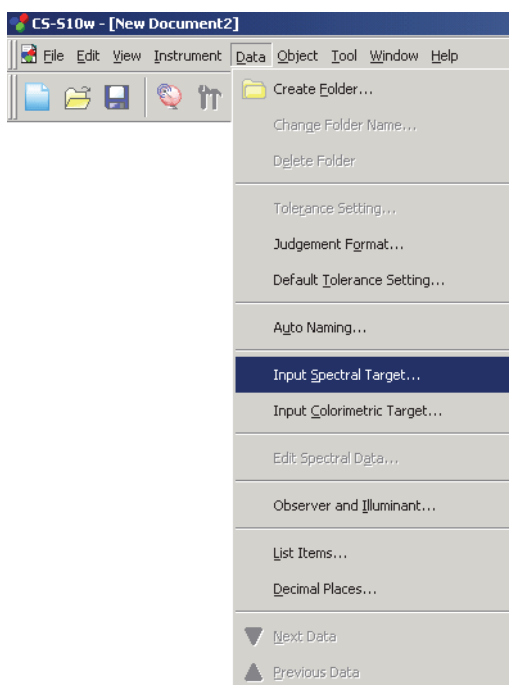 CS-S10w - [New Document2]
File Edit View Instrument Data Object Tool Window Help
Create Folder...
Change Folder Name...
Delete Folder
Tolerance Setting...
Judgement Format...
Default Tolerance Setting...
Auto Naming...
Input Spectral Target...
Input Colorimetric Target...
Edit Spectral Data...
Observer and Illuminant...
List Items...
Decimal Places...
Next Data
Previous Data